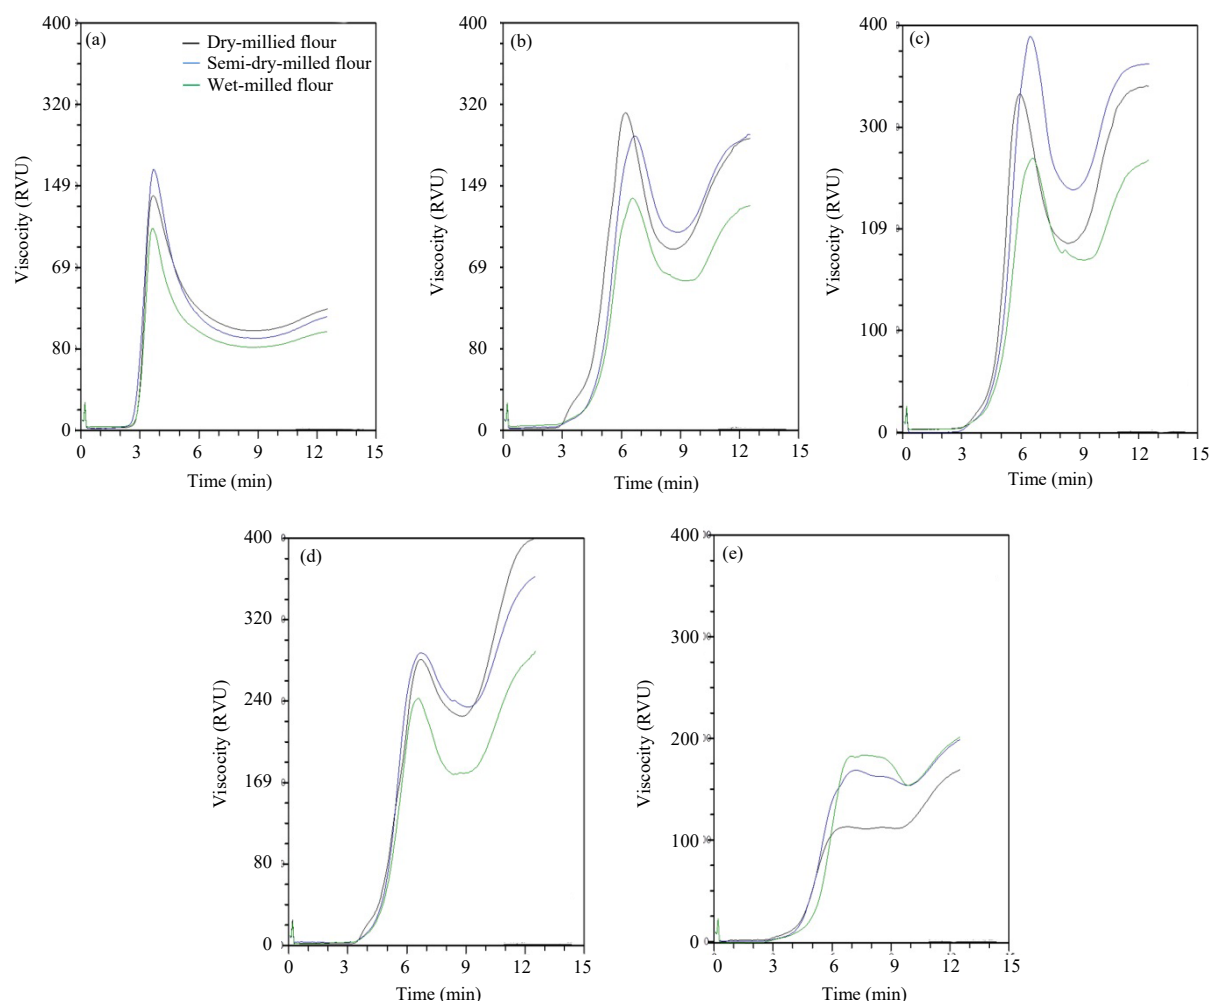 (a)
Dry-millied flour
Semi-dry-milled flour
Wet-milled flour
400
320
149
69
80
0
Viscocity (RVU)
0 3 6 9 12 15
Time (min)
(b)
400
320
149
69
80
0
Viscocity (RVU)
0 3 6 9 12 15
Time (min)
(c)
400
300
109
100
0
Viscocity (RVU)
0 3 6 9 12 15
Time (min)
(d)
400
320
240
169
80
0
Viscocity (RVU)
0 3 6 9 12 15
Time (min)
(e)
400
300
200
100
0
Viscocity (RVU)
0 3 6 9 12 15
Time (min)